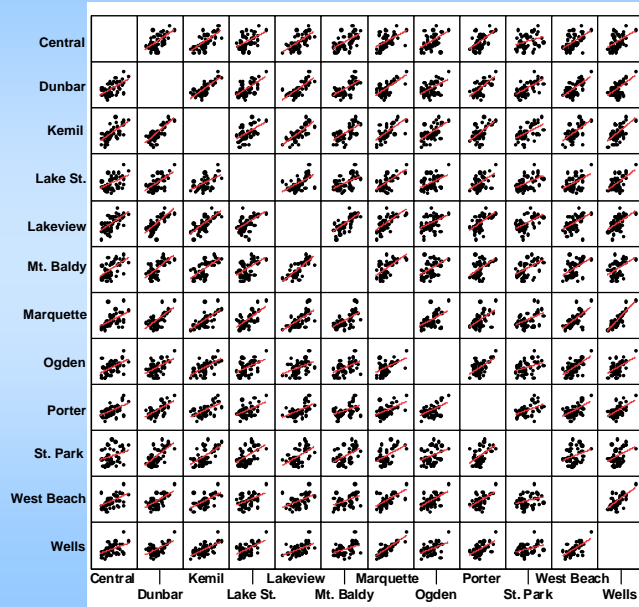 Central
Dunbar
Kemil
Lake St.
Lakeview
Mt. Baldy
Marquette
Ogden
Porter
St. Park
West Beach
Wells
Central Kemil Lakeview Marquette Porter West Beach
Dunbar Lake St. Mt. Baldy Ogden St. Park Wells